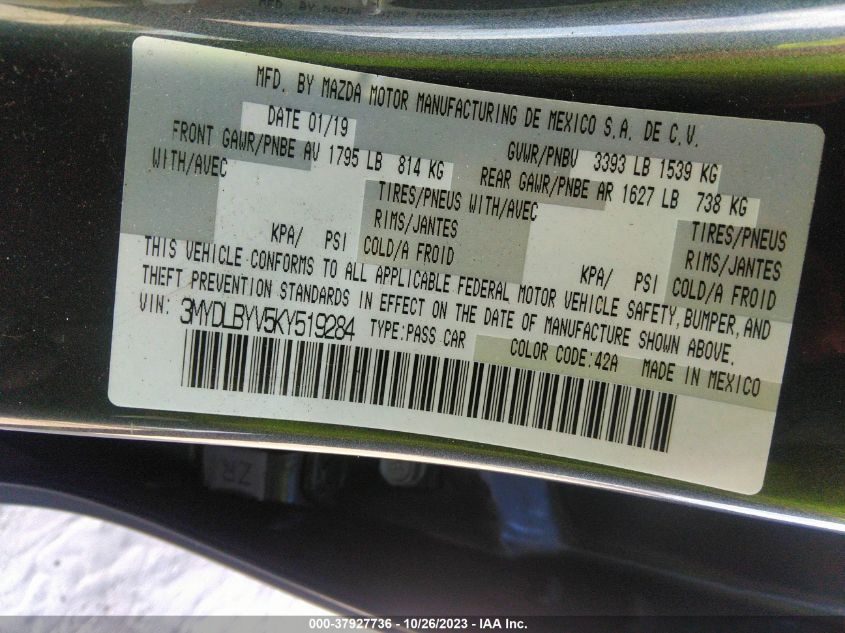 MFD. BY MAZDA MOTOR MANUFACTURING DE MEXICO S.A. DE C.V.
DATE 01/19
GVWR/PNBV 3393 LB 1539 KG
FRONT GAWR/PNBE AV 1795 LB 814 KG
REAR GAWR/PNBE AR 1627 LB 738 KG
WITH/AVEC
TIRES/PNEUS
WITH/AVEC
TIRES/PNEUS
RIMS/JANTES
RIMS/JANTES
KPA/ PSI COLD/A FROID
KPA/ PSI COLD/A FROID
THIS VEHICLE CONFORMS TO ALL APPLICABLE FEDERAL MOTOR VEHICLE SAFETY, BUMPER, AND
THEFT PREVENTION STANDARDS IN EFFECT ON THE DATE OF MANUFACTURE SHOWN ABOVE.
VIN: 3MYDLBYV5KY519284 TYPE:PASS CAR
COLOR CODE:42A MADE IN MEXICO
ZR
000-37927736 - 10/26/2023 - IAA Inc.